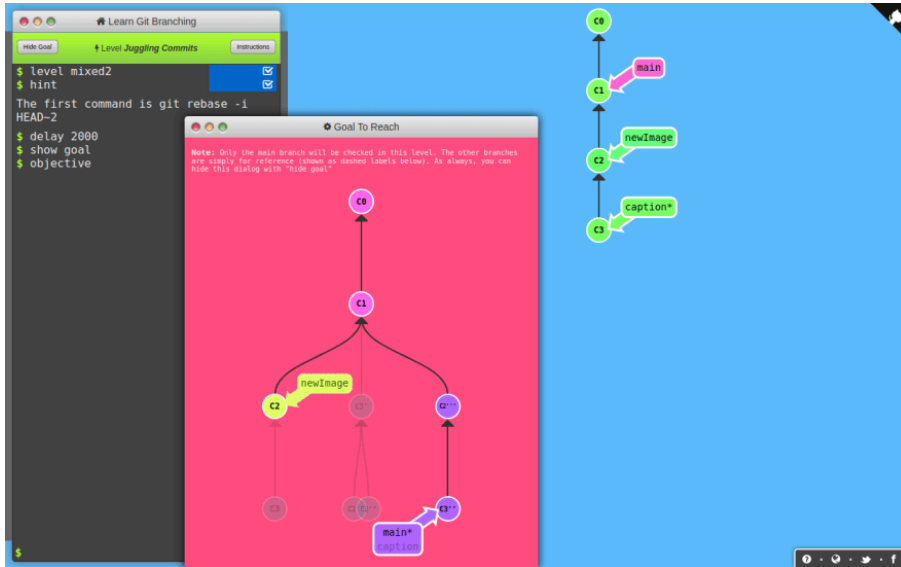 Learn Git Branching
Hide Goal
Level Juggling Commits
Instructions
$ level mixed2
$ hint
The first command is git rebase -i
HEAD~2
$ delay 2000
$ show goal
$ objective
$
Goal To Reach
Note: Only the main branch will be checked in this level. The other branches
are simply for reference (shown as dashed labels below). As always, you can
hide this dialog with "hide goal"
C0
C1
newImage
C2
C3'
C2'''
C3
C2''
C3''
main*
caption
C0
main
C1
newImage
C2
caption*
C3